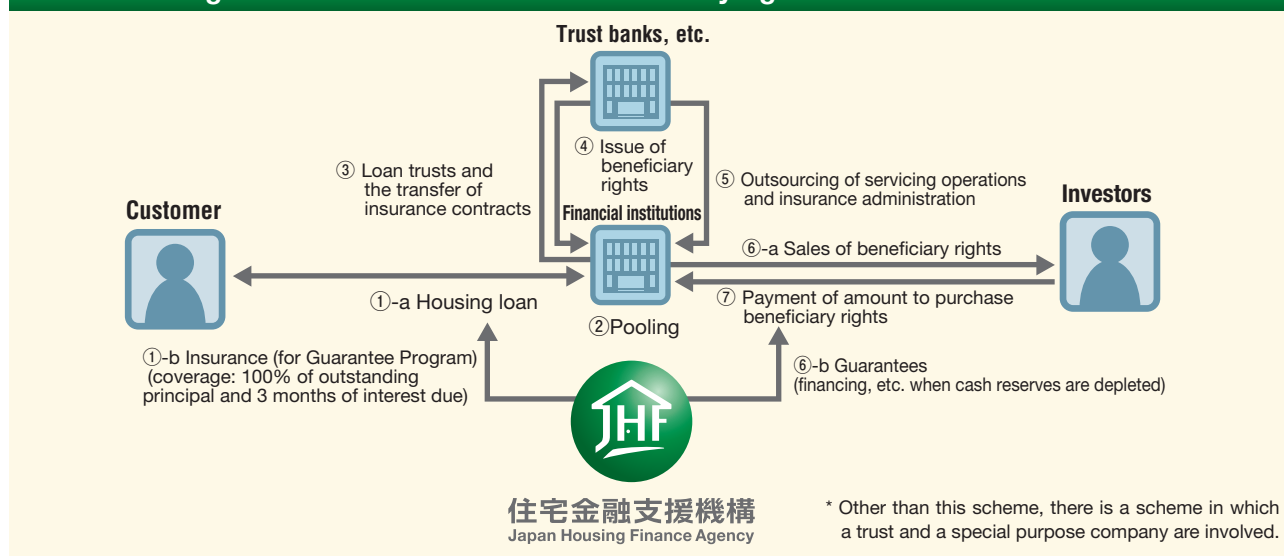 Trust banks, etc.
④ Issue of
beneficiary
rights
③ Loan trusts and
the transfer of
insurance contracts
⑤ Outsourcing of servicing operations
and insurance administration
Customer
Financial institutions
Investors
⑥-a Sales of beneficiary rights
①-a Housing loan
②Pooling
⑦ Payment of amount to purchase
beneficiary rights
①-b Insurance (for Guarantee Program)
(coverage: 100% of outstanding
principal and 3 months of interest due)
⑥-b Guarantees
(financing, etc. when cash reserves are depleted)
JHF
住宅金融支援機構
Japan Housing Finance Agency
* Other than this scheme, there is a scheme in which
a trust and a special purpose company are involved.